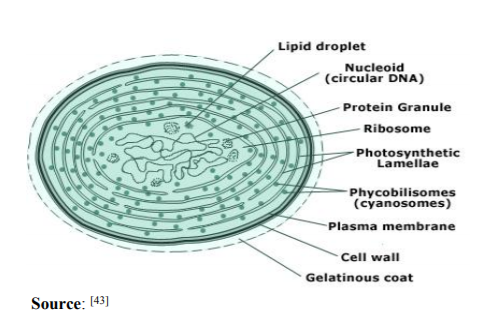 Lipid droplet
Nucleoid
(circular DNA)
Protein Granule
Ribosome
Photosynthetic
Lamellae
Phycobilisomes
(cyanosomes)
Plasma membrane
Cell wall
Gelatinous coat
Source: [43]